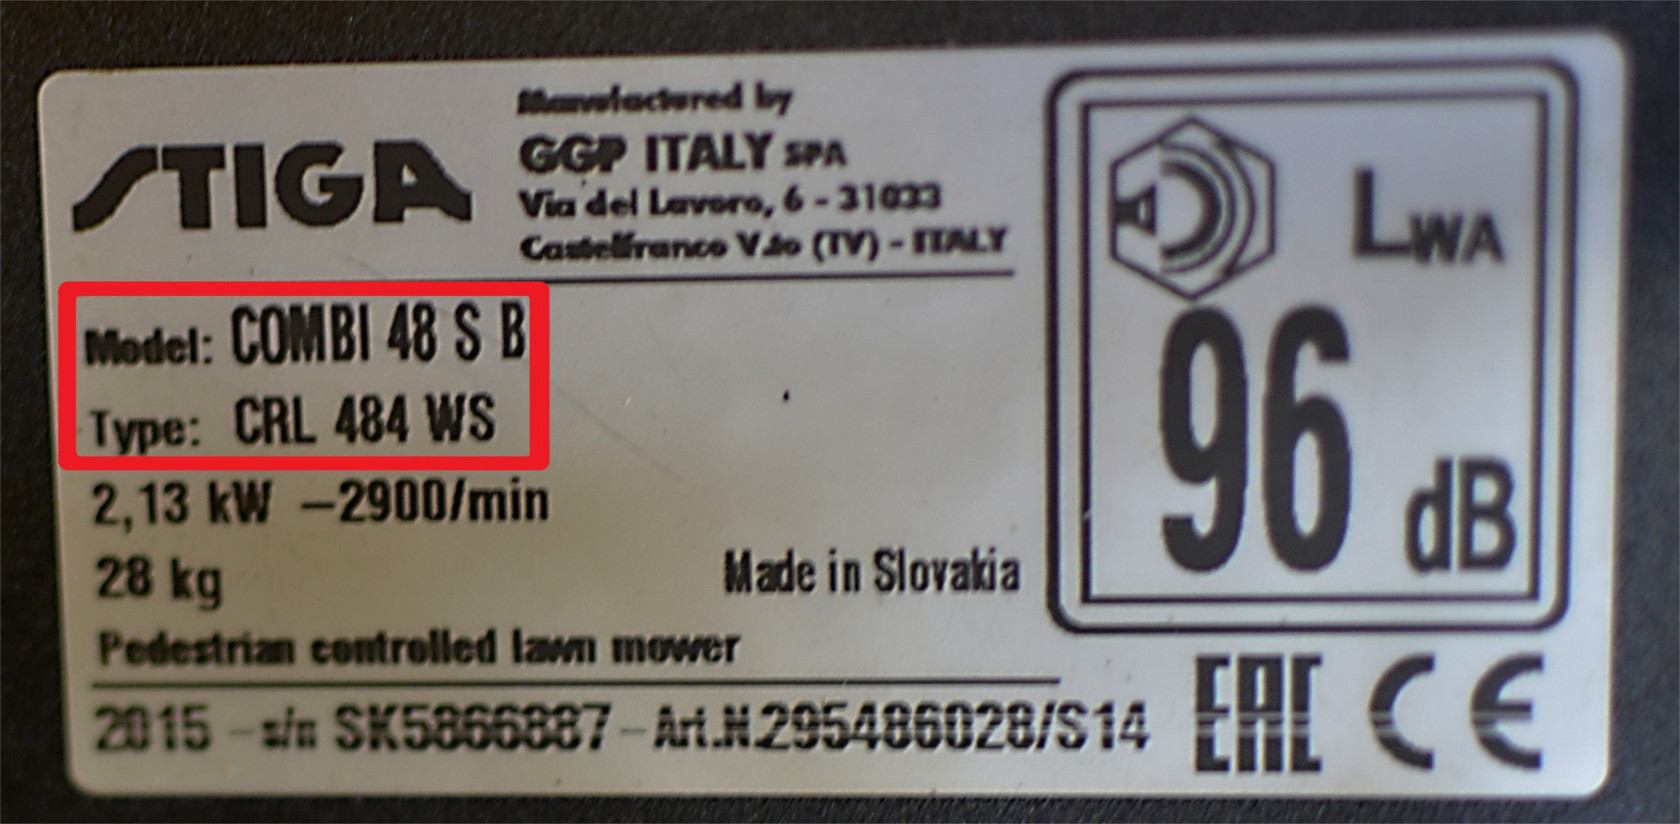 STIGA
Manufactured by
GGP ITALY SPA
Via del Lavoro, 6 - 31033
Castelfranco V.to (TV) - ITALY
Model: COMBI 48 S B
Type: CRL 484 WS
2,13 kW -2900/min
28 kg
Made in Slovakia
Pedestrian controlled lawn mower
2015 - s/n SK5866887 - Art.N.295486028/S14
LWA
96 dB
EAC CE